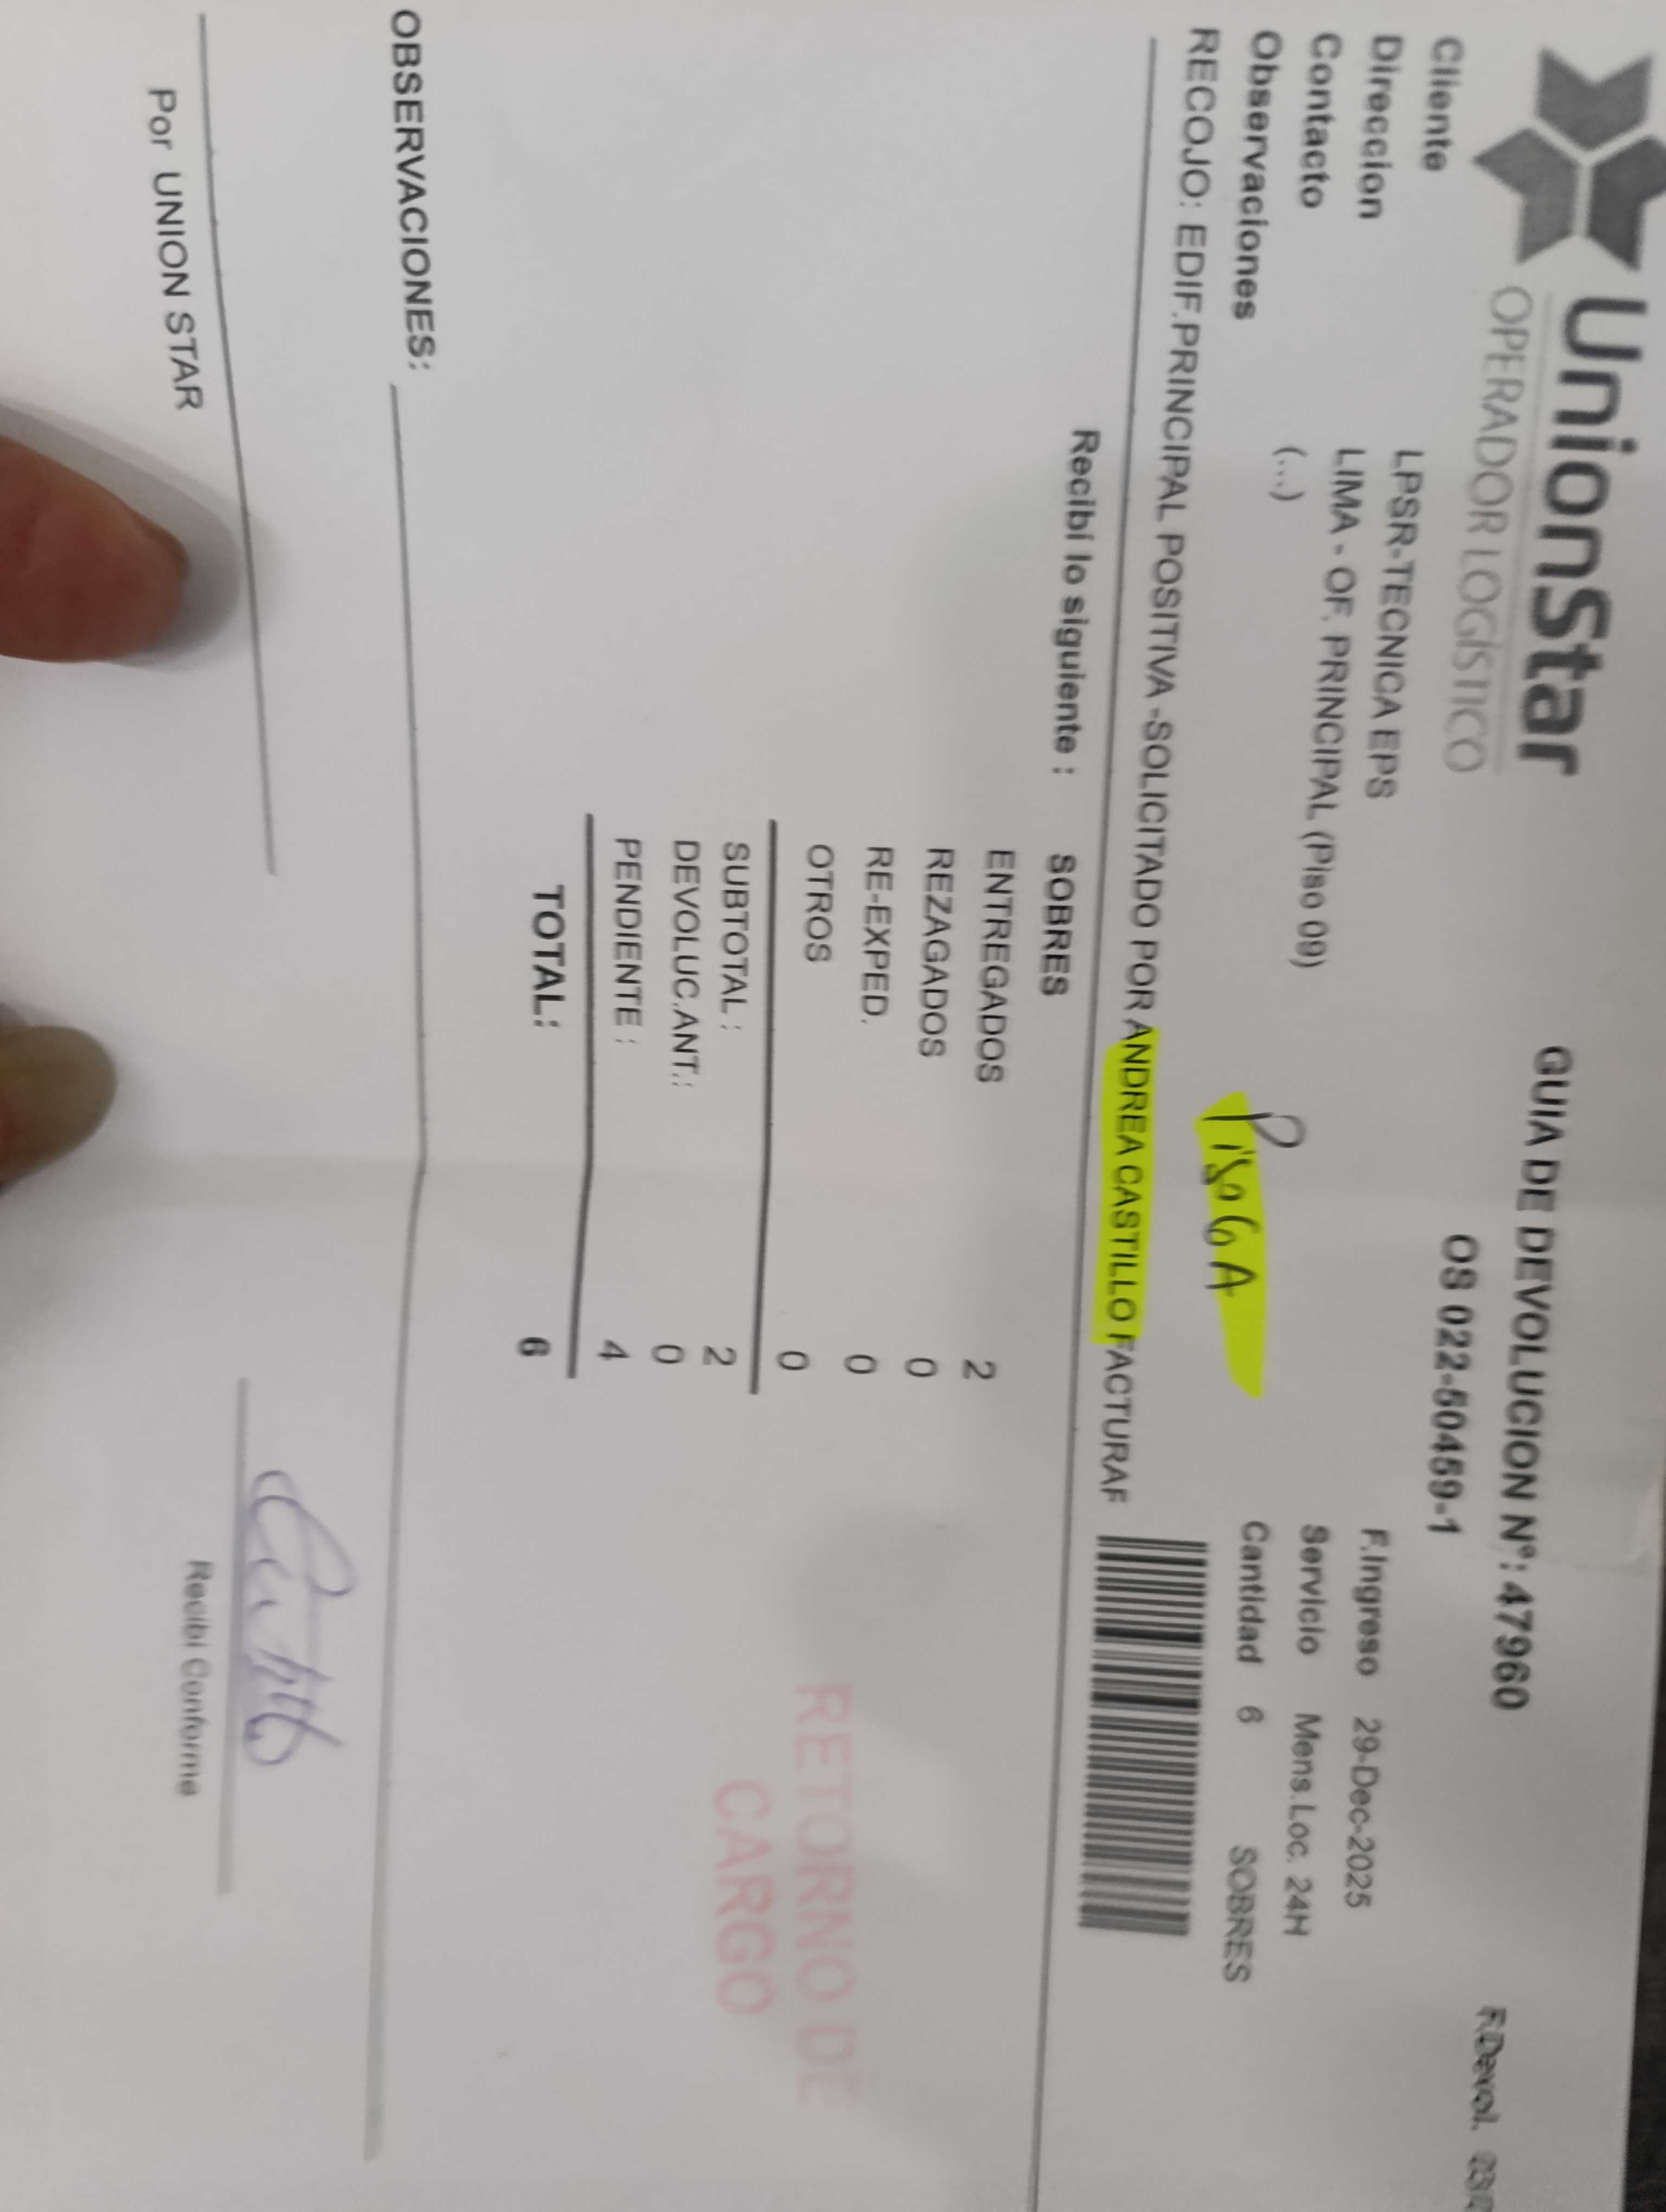 UnionStar
OPERADOR LOGÍSTICO
GUIA DE DEVOLUCION Nº: 47960
OS 022-50459-1
F.Devol.
Cliente LPSR-TECNICA EPS
F.Ingreso 29-Dec-2025
Direccion LIMA - OF. PRINCIPAL (Piso 09)
Servicio Mens.Loc. 24H
Contacto (...)
Cantidad 6 SOBRES
Observaciones
Piso 6 A
RECOJO: EDIF.PRINCIPAL POSITIVA -SOLICITADO POR ANDREA CASTILLO FACTURAF
Recibí lo siguiente : SOBRES
ENTREGADOS 2
REZAGADOS 0
RE-EXPED. 0
OTROS 0
SUBTOTAL : 2
DEVOLUC.ANT.: 0
PENDIENTE : 4
TOTAL: 6
RETORNO DE
CARGO
OBSERVACIONES:
Por UNION STAR
Recibi Conforme